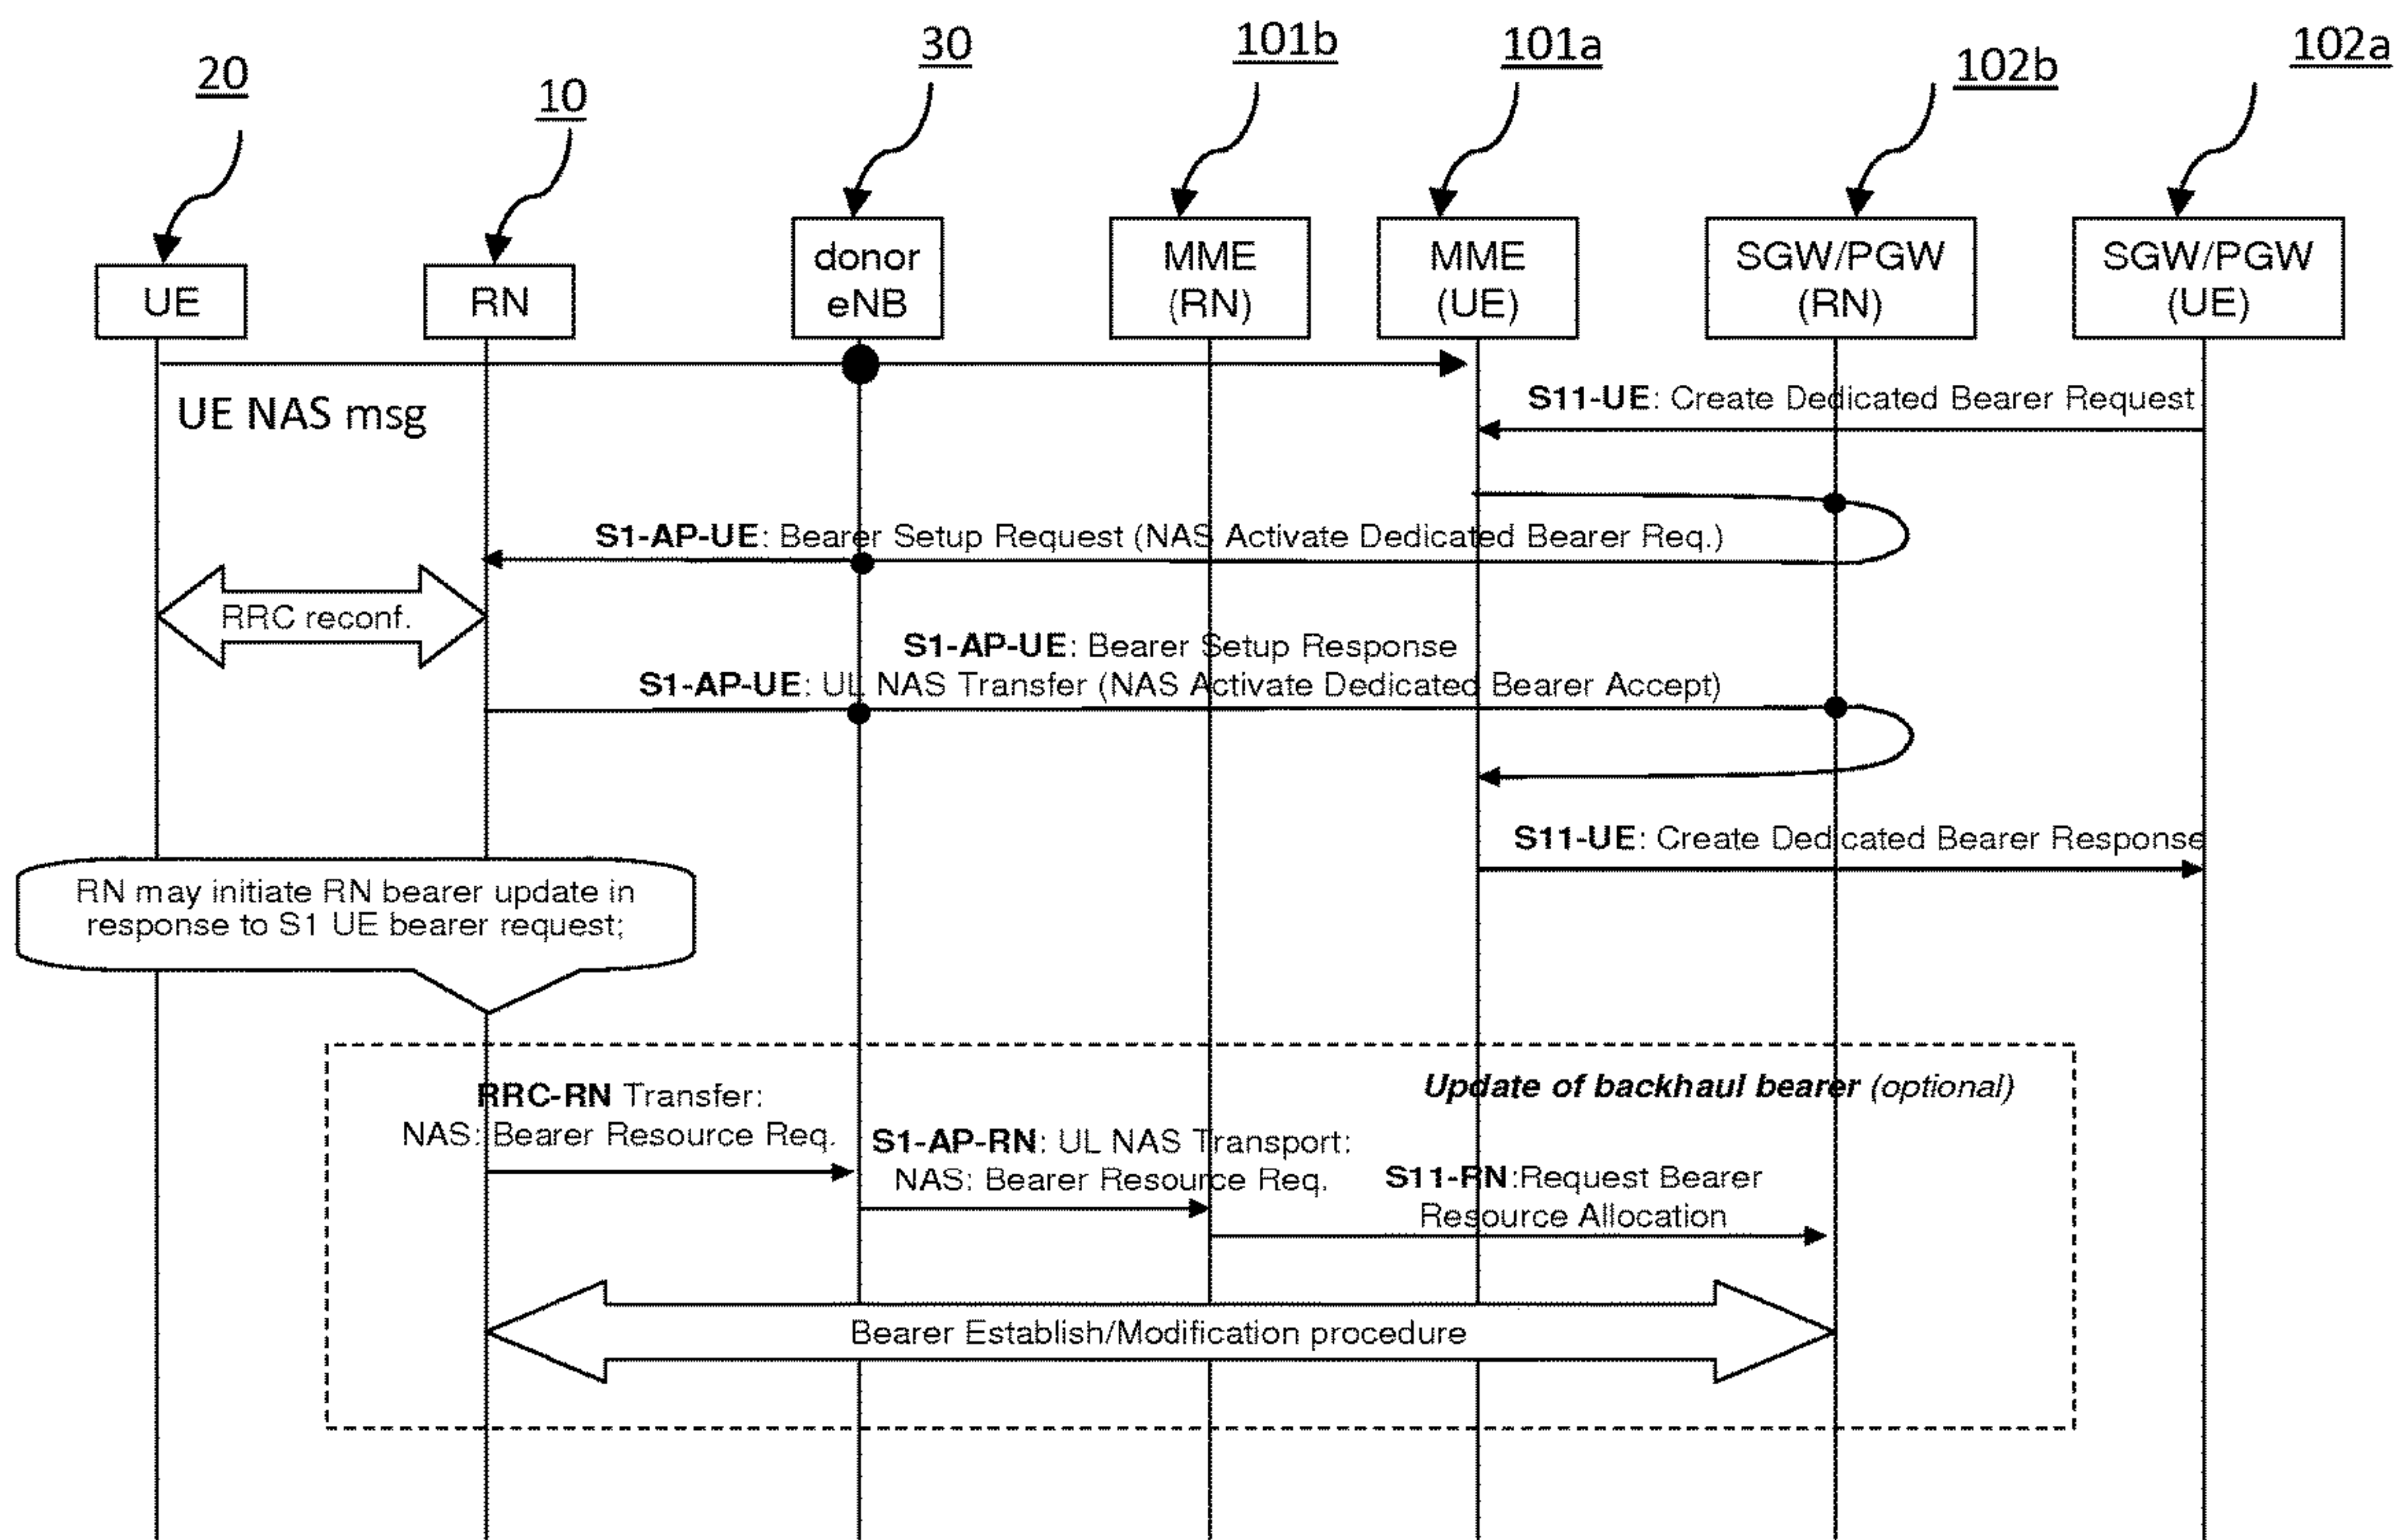 20
10
30
101b
101a
102b
102a
UE
RN
donor
eNB
MME
(RN)
MME
(UE)
SGW/PGW
(RN)
SGW/PGW
(UE)
UE NAS msg
S11-UE: Create Dedicated Bearer Request
S1-AP-UE: Bearer Setup Request (NAS Activate Dedicated Bearer Req.)
RRC reconf.
S1-AP-UE: Bearer Setup Response
S1-AP-UE: UL NAS Transfer (NAS Activate Dedicated Bearer Accept)
S11-UE: Create Dedicated Bearer Response
RN may initiate RN bearer update in
response to S1 UE bearer request;
Update of backhaul bearer (optional)
RRC-RN Transfer:
NAS: Bearer Resource Req.
S1-AP-RN: UL NAS Transport:
NAS: Bearer Resource Req.
S11-RN:Request Bearer
Resource Allocation
Bearer Establish/Modification procedure